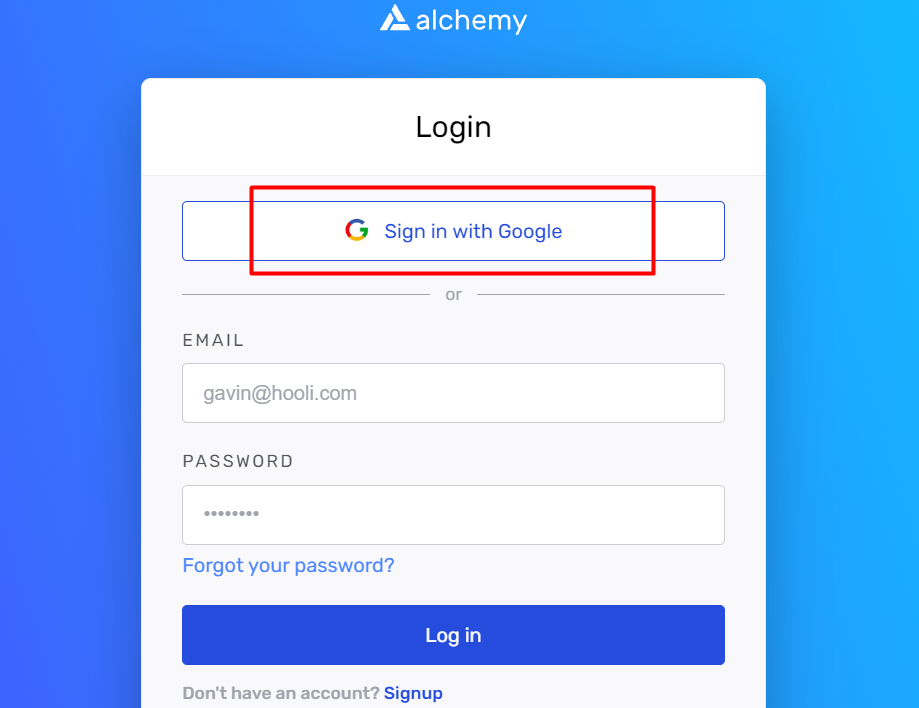 alchemy
Login
Sign in with Google
or
EMAIL
gavin@hooli.com
PASSWORD
••••••••
Forgot your password?
Log in
Don't have an account? Signup